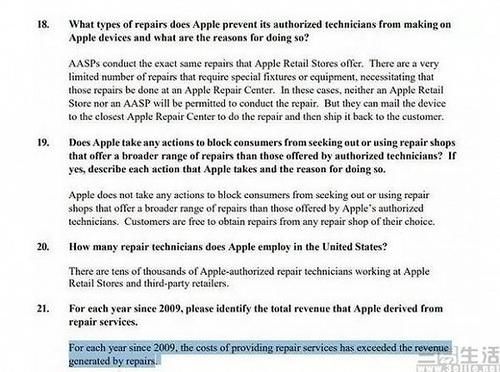 18. What types of repairs does Apple prevent its authorized technicians from making on
Apple devices and what are the reasons for doing so?
AASPs conduct the exact same repairs that Apple Retail Stores offer. There are a very
limited number of repairs that require special fixtures or equipment, necessitating that
those repairs be done at an Apple Repair Center. In these cases, neither an Apple Retail
Store nor an AASP will be permitted to conduct the repair. But they can mail the device
to the closest Apple Repair Center to do the repair and then ship it back to the customer.
19. Does Apple take any actions to block consumers from seeking out or using repair shops
that offer a broader range of repairs than those offered by authorized technicians? If
yes, describe each action that Apple takes and the reason for doing so.
Apple does not take any actions to block consumers from seeking out or using repair
shops that offer a broader range of repairs than those offered by Apple's authorized
technicians. Customers are free to obtain repairs from any repair shop of their choice.
20. How many repair technicians does Apple employ in the United States?
There are tens of thousands of Apple-authorized repair technicians working at Apple
Retail Stores and third-party retailers.
21. For each year since 2009, please identify the total revenue that Apple derived from
repair services.
For each year since 2009, the costs of providing repair services has exceeded the revenue
generated by repairs.